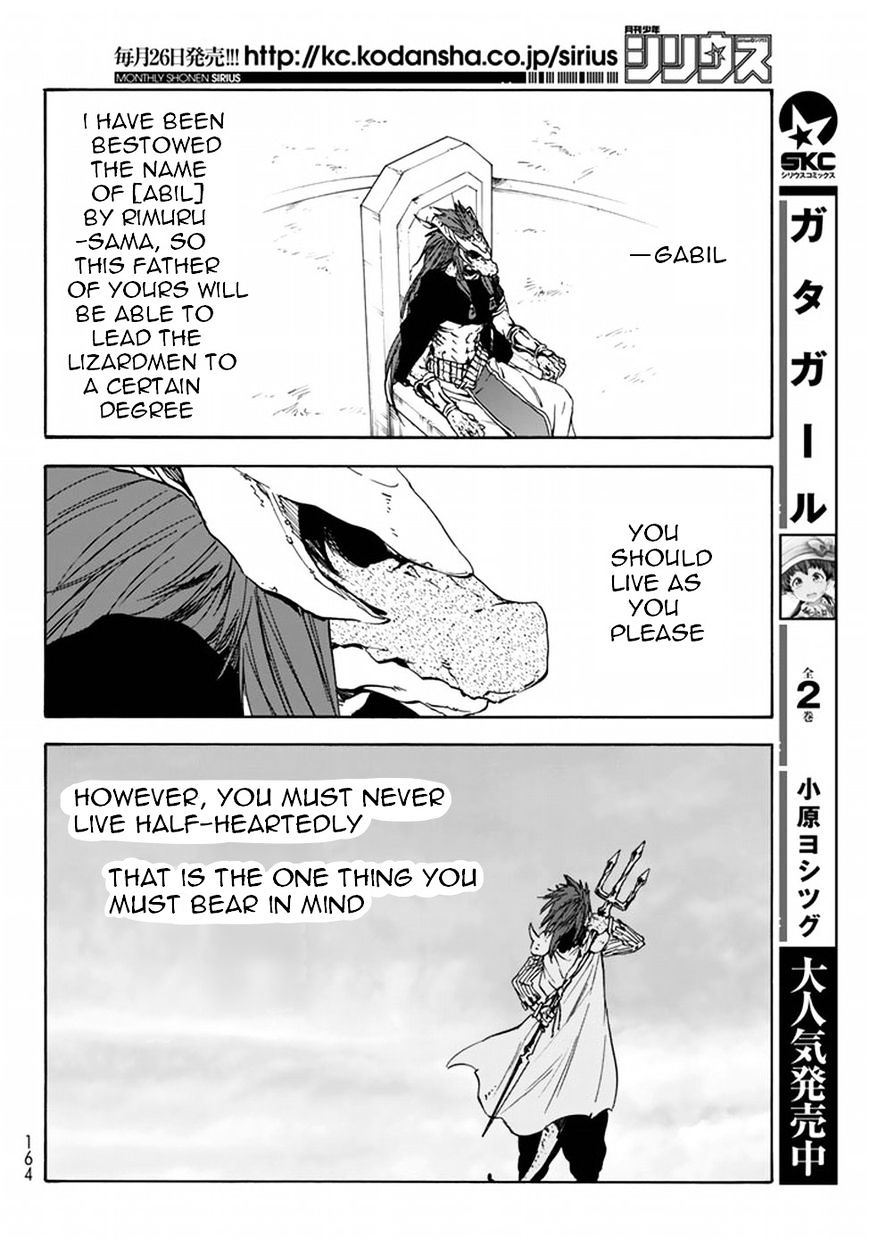 毎月26日発売!!! http://kc.kodansha.co.jp/sirius
MONTHLY SHONEN SIRIUS
月刊少年
シリウス
—GABIL
I HAVE BEEN
BESTOWED
THE NAME
OF [ABIL]
BY RIMURU
-SAMA, SO
THIS FATHER
OF YOURS WILL
BE ABLE TO
LEAD THE
LIZARDMEN TO
A CERTAIN
DEGREE
YOU
SHOULD
LIVE AS
YOU
PLEASE
HOWEVER, YOU MUST NEVER
LIVE HALF-HEARTEDLY
THAT IS THE ONE THING YOU
MUST BEAR IN MIND
SKC
シリウスコミックス
ガタガール
全2巻
小原ヨシツグ
大人気発売中
164